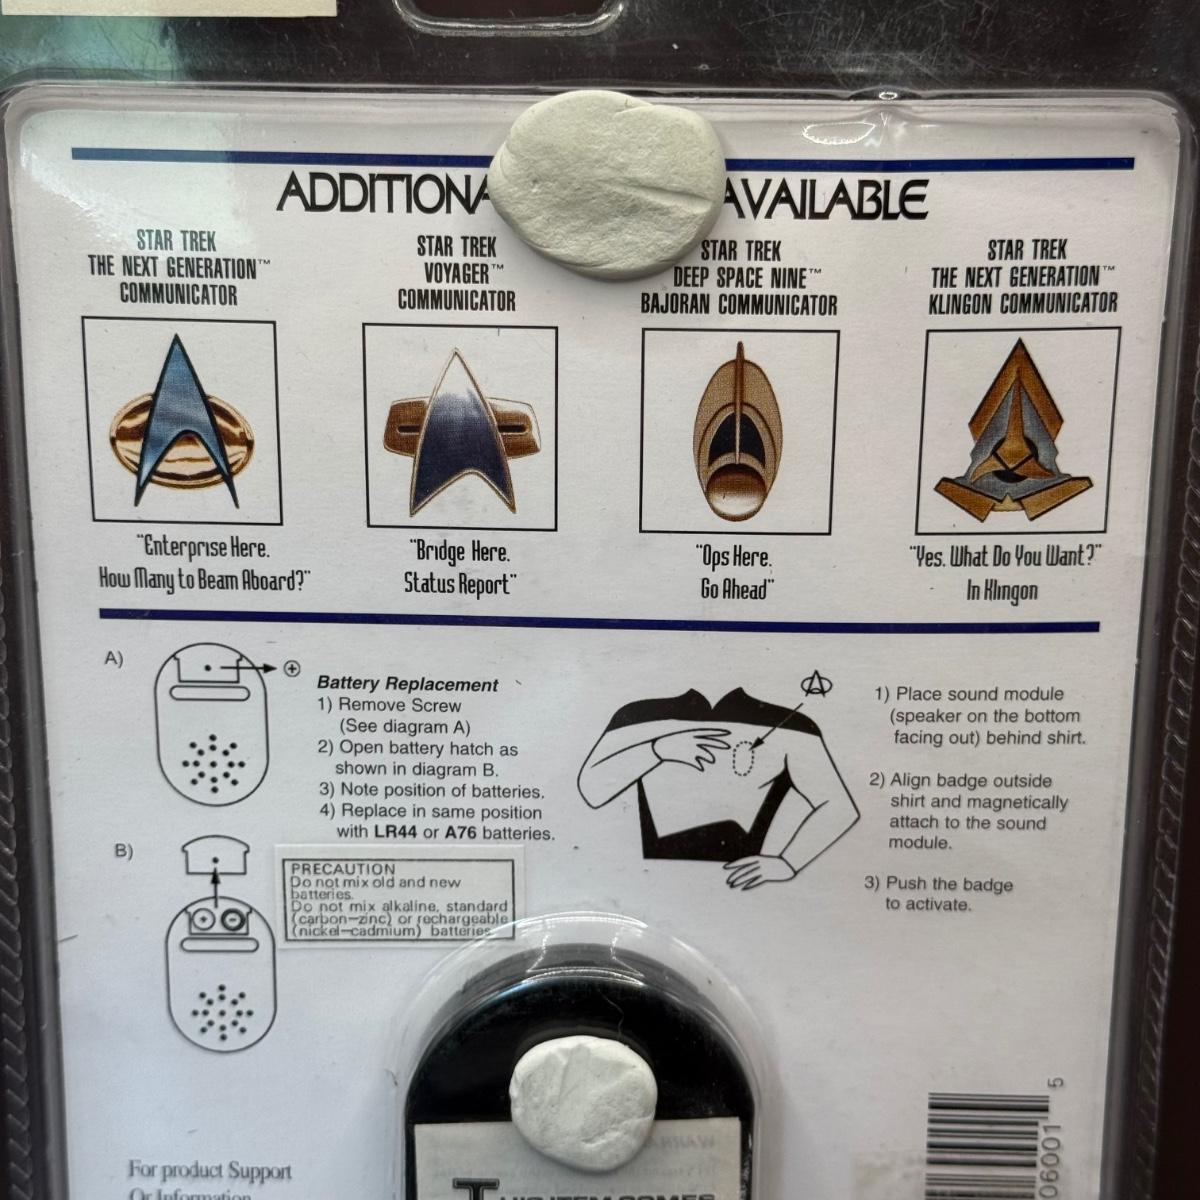 AVAILABLE
STAR TREK
THE NEXT GENERATION™
COMMUNICATOR
STAR TREK
VOYAGER™
COMMUNICATOR
STAR TREK
DEEP SPACE NINE™
BAJORAN COMMUNICATOR
STAR TREK
THE NEXT GENERATION™
KLINGON COMMUNICATOR
"Enterprise Here.
How Many to Beam Aboard?"
"Bridge Here.
Status Report"
"Ops Here.
Go Ahead"
"Yes. What Do You Want?"
In Klingon
A)
Battery Replacement
1) Remove Screw
(See diagram A)
2) Open battery hatch as
shown in diagram B.
3) Note position of batteries.
4) Replace in same position
with LR44 or A76 batteries.
B)
PRECAUTION
Do not mix old and new
batteries.
Do not mix alkaline, standard
(carbon-zinc) or rechargeable
(nickel-cadmium) batteries
1) Place sound module
(speaker on the bottom
facing out) behind shirt.
2) Align badge outside
shirt and magnetically
attach to the sound
module.
3) Push the badge
to activate.
For product Support
Or Information
THIS ITEM COMES
06001 5